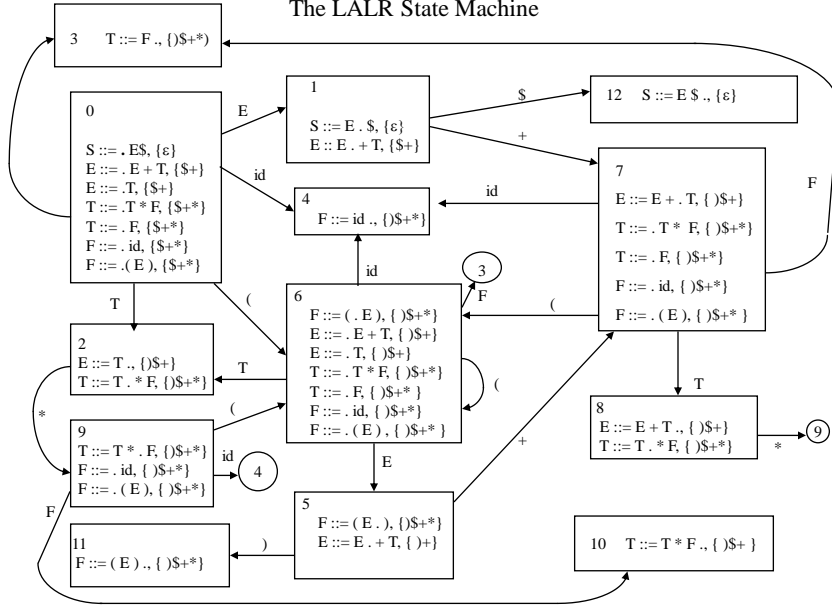 The LALR State Machine
3 T ::= F ., {)$+*)
0
S ::= . E$, {ε}
E ::= . E + T, {$+}
E ::= .T, {$+}
T ::= .T * F, {$+*}
T ::= . F, {$+*}
F ::= . id, {$+*}
F ::= .( E ), {$+*}
E
1
S ::= E . $, {ε}
E :: E . + T, {$+}
$
+
12 S ::= E $ ., {ε}
id
4
F ::= id ., {)$+*}
id
7
E ::= E + . T, { )$+}
T ::= . T * F, { )$+*}
T ::= . F, { )$+*}
F ::= . id, { )$+*}
F ::= . ( E ), { )$+* }
F
id
T
(
6
F ::= ( . E ), { )$+*}
E ::= . E + T, { )$+}
E ::= . T, { )$+}
T ::= . T * F, { )$+*}
T ::= . F, { )$+* }
F ::= . id, { )$+*}
F ::= . ( E ) , { )$+* }
3
F
(
(
T
2
E ::= T ., {)$+}
T ::= T . * F, {)$+*}
*
(
T
8
E ::= E + T ., { )$+}
T ::= T . * F, { )$+*}
*
9
9
T ::= T * . F, {)$+*}
F ::= . id, { )$+*}
F ::= . ( E ), { )$+*}
id
4
F
E
+
5
F ::= ( E . ), {)$+*}
E ::= E . + T, { )+}
)
11
F ::= ( E ) ., { )$+*}
10 T ::= T * F ., { )$+ }